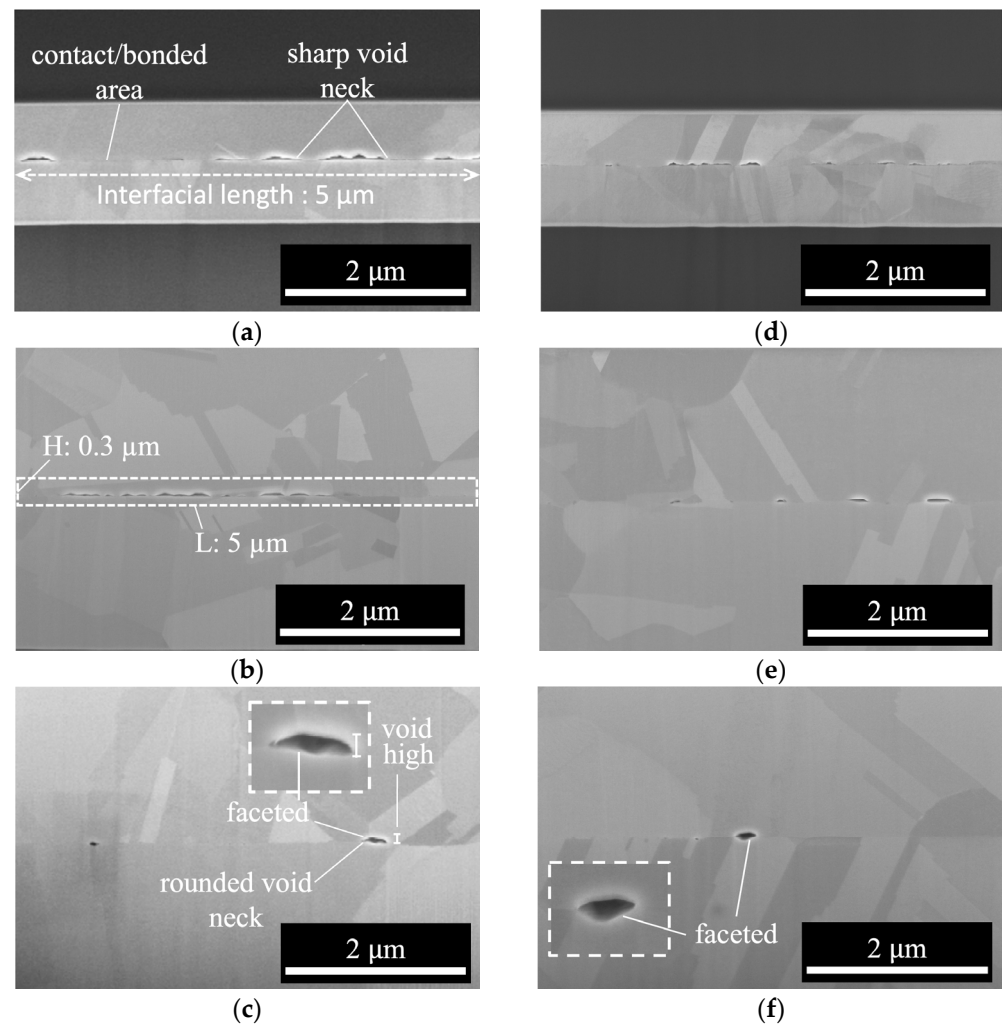 contact/bonded
area
sharp void
neck
Interfacial length : 5 µm
2 µm
(a)
2 µm
(d)
H: 0.3 µm
L: 5 µm
2 µm
(b)
2 µm
(e)
void
high
faceted
rounded void
neck
2 µm
(c)
faceted
2 µm
(f)